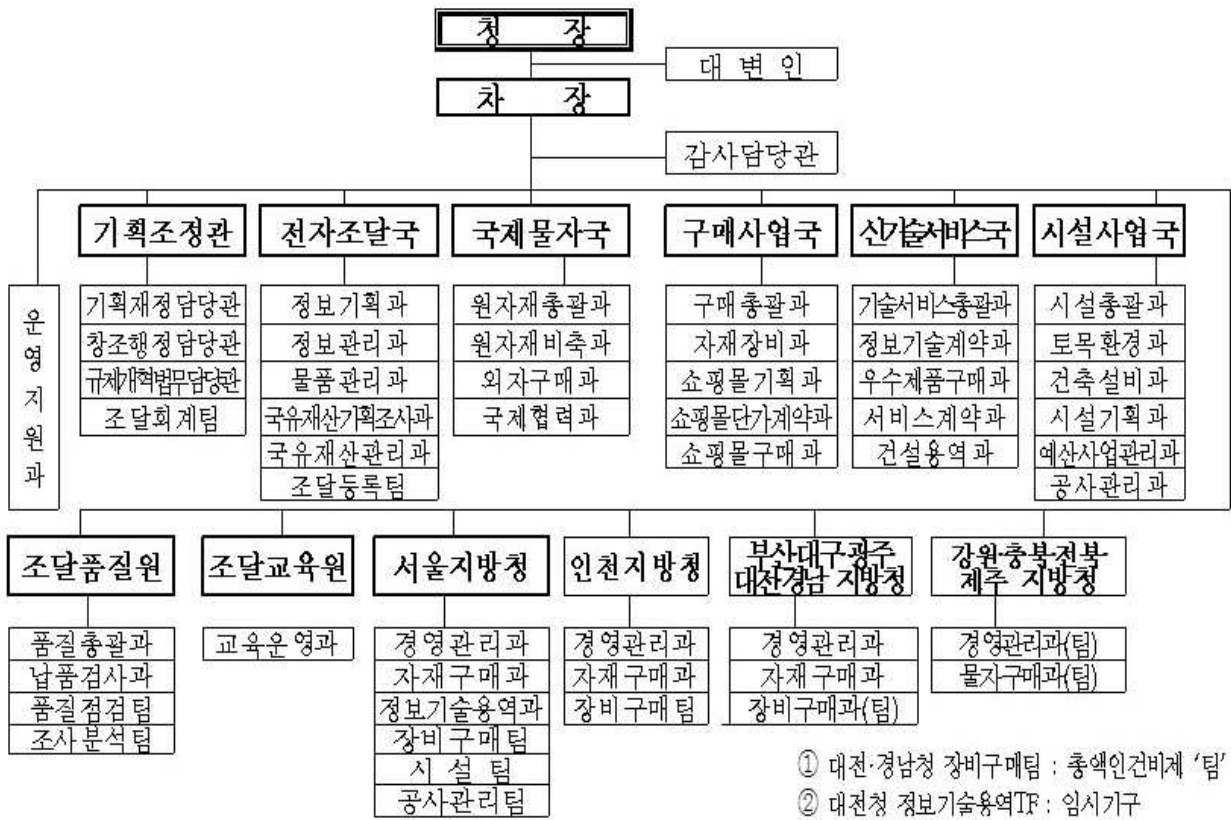 청 장
대 변 인
차 장
감사담당관
기획조정관
전자조달국
국제물자국
구매사업국
신기술서비스국
시설사업국
운영지원과
기획재정담당관
창조행정담당관
규제개혁법무담당관
조달회계팀
정보기획과
정보관리과
물품관리과
국유재산기획조사과
국유재산관리과
조달등록팀
원자재총괄과
원자재비축과
외자구매과
국제협력과
구매총괄과
자재장비과
쇼핑몰기획과
쇼핑몰단가계약과
쇼핑몰구매과
기술서비스총괄과
정보기술계약과
우수제품구매과
서비스계약과
건설용역과
시설총괄과
토목환경과
건축설비과
시설기획과
예산사업관리과
공사관리과
조달품질원
조달교육원
서울지방청
인천지방청
부산·대구·광주
대전·경남 지방청
강원·충북·전북·
제주 지방청
품질총괄과
납품검사과
품질점검팀
조사분석팀
교육운영과
경영관리과
자재구매과
정보기술용역과
장비구매팀
시 설 팀
공사관리팀
경영관리과
자재구매과
장비구매팀
경영관리과
자재구매과
장비구매과(팀)
경영관리과(팀)
물자구매과(팀)
① 대전·경남청 장비구매팀 : 총액인건비제 '팀'
② 대전청 정보기술용역TF : 임시기구